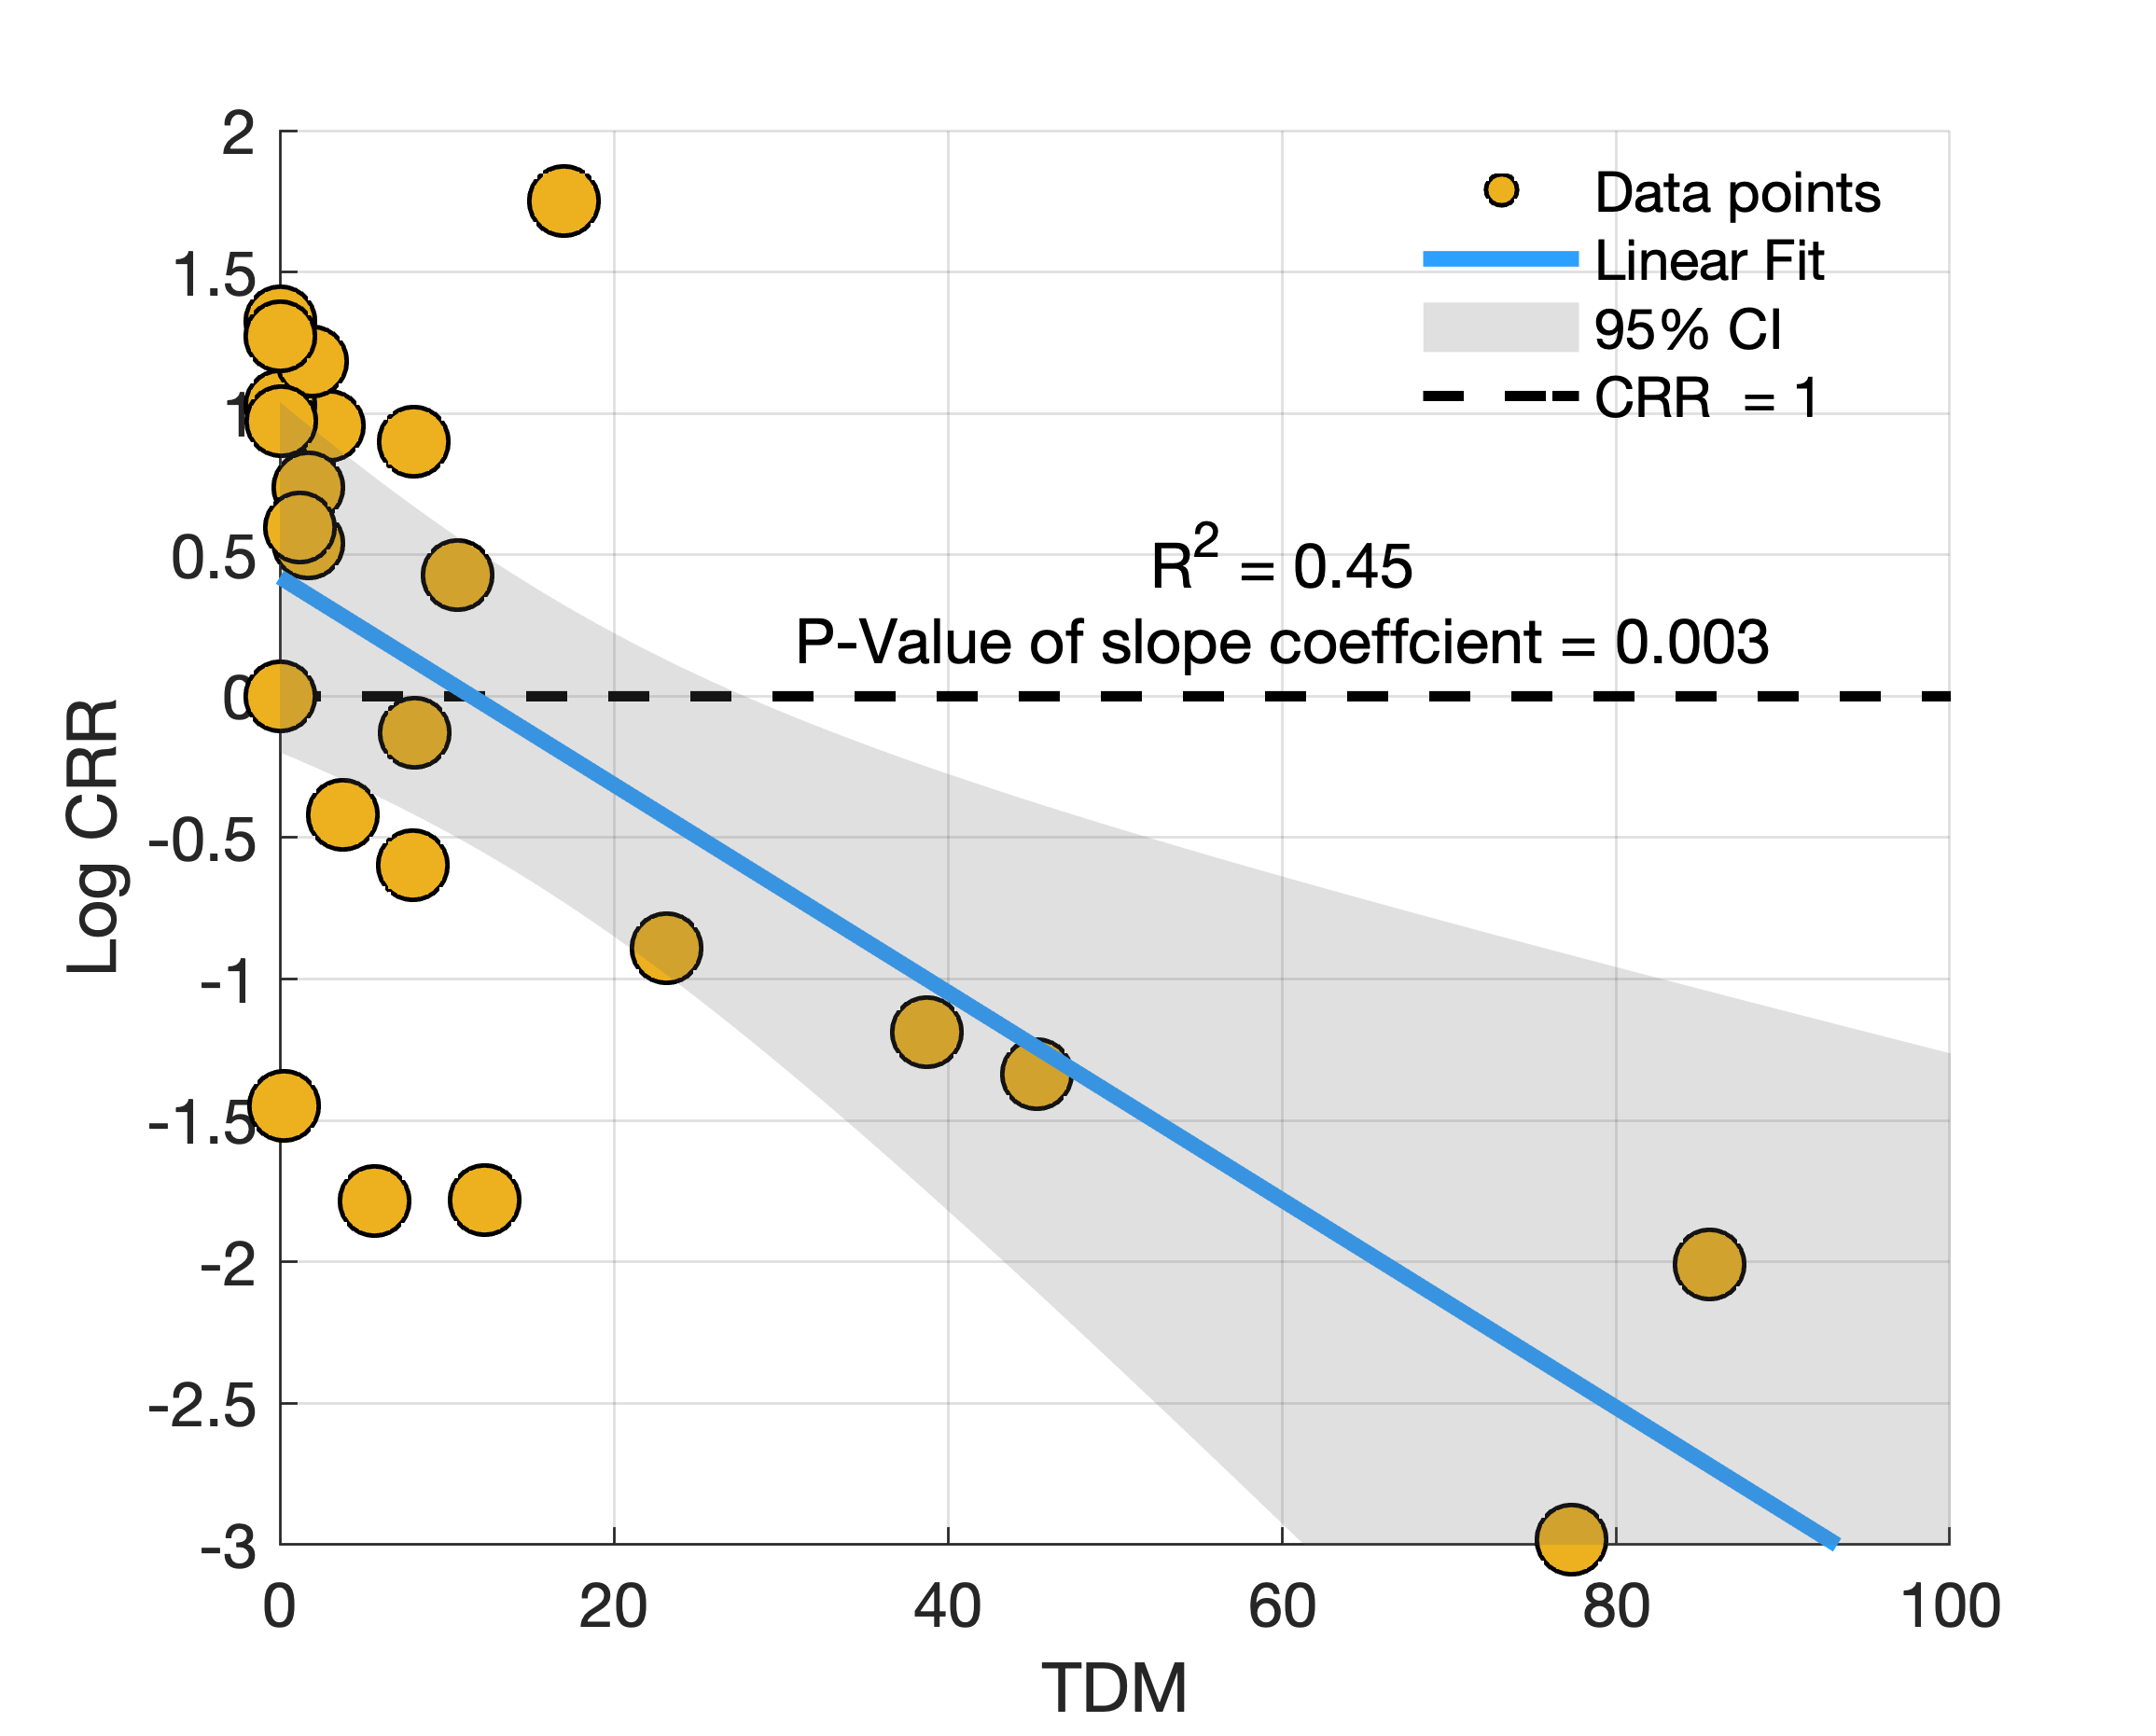 2
1.5
1
0.5
0
-0.5
-1
-1.5
-2
-2.5
-3
Log CRR
Data points
Linear Fit
95% CI
CRR = 1
R² = 0.45
P-Value of slope coeffcient = 0.003
0 20 40 60 80 100
TDM